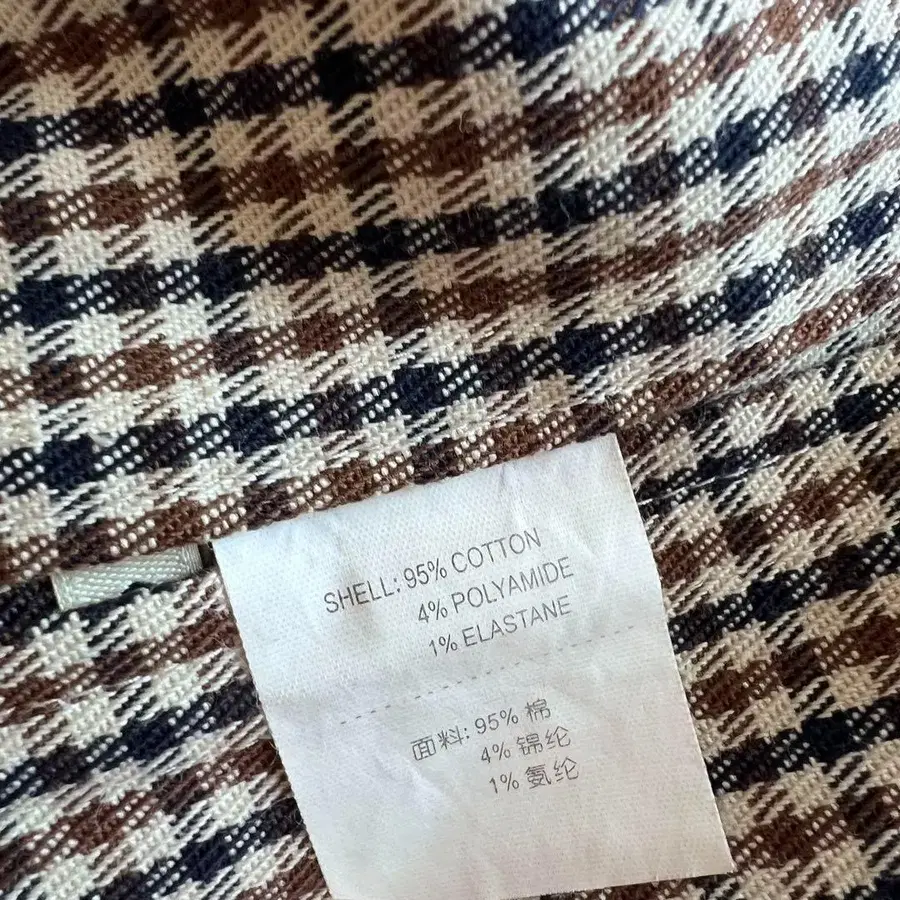 SHELL: 95% COTTON
4% POLYAMIDE
1% ELASTANE
面料: 95% 棉
4% 锦纶
1% 氨纶